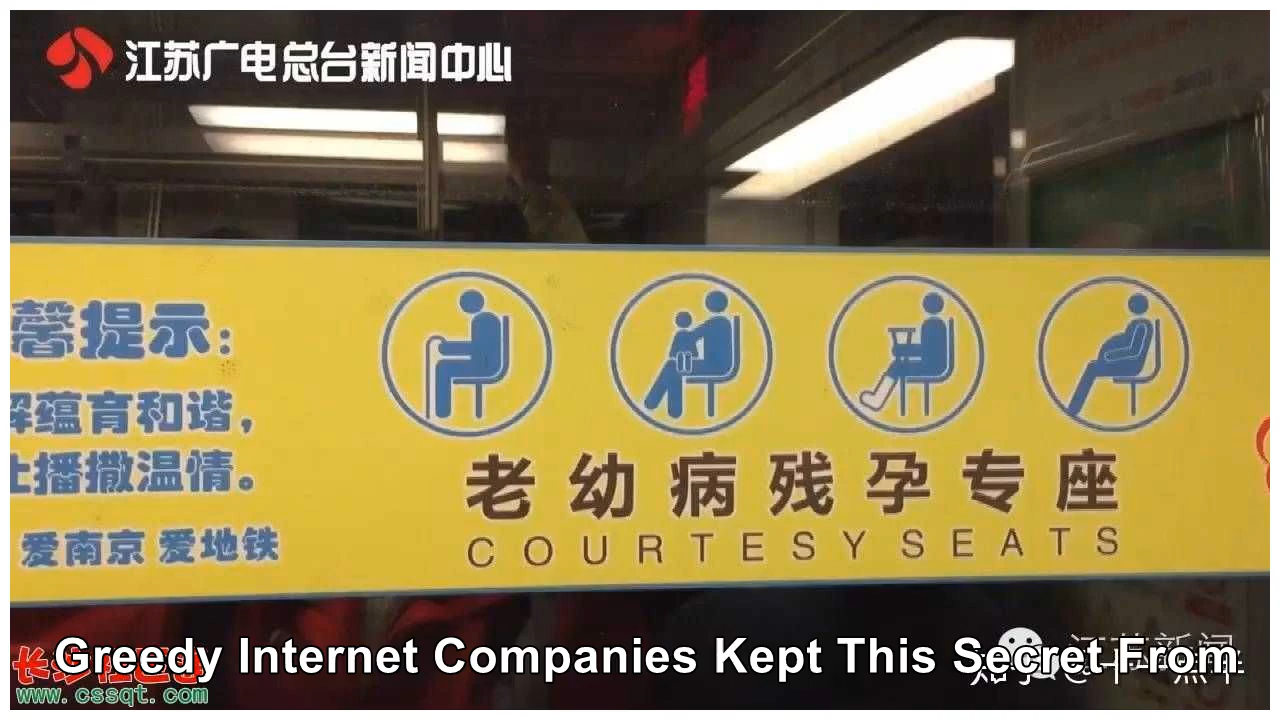 江苏广电总台新闻中心
馨提示:
解蕴育和谐,
让播撒温情。
爱南京 爱地铁
老幼病残孕专座
COURTESY SEATS
Greedy Internet Companies Kept This Secret From
www.cssqt.com